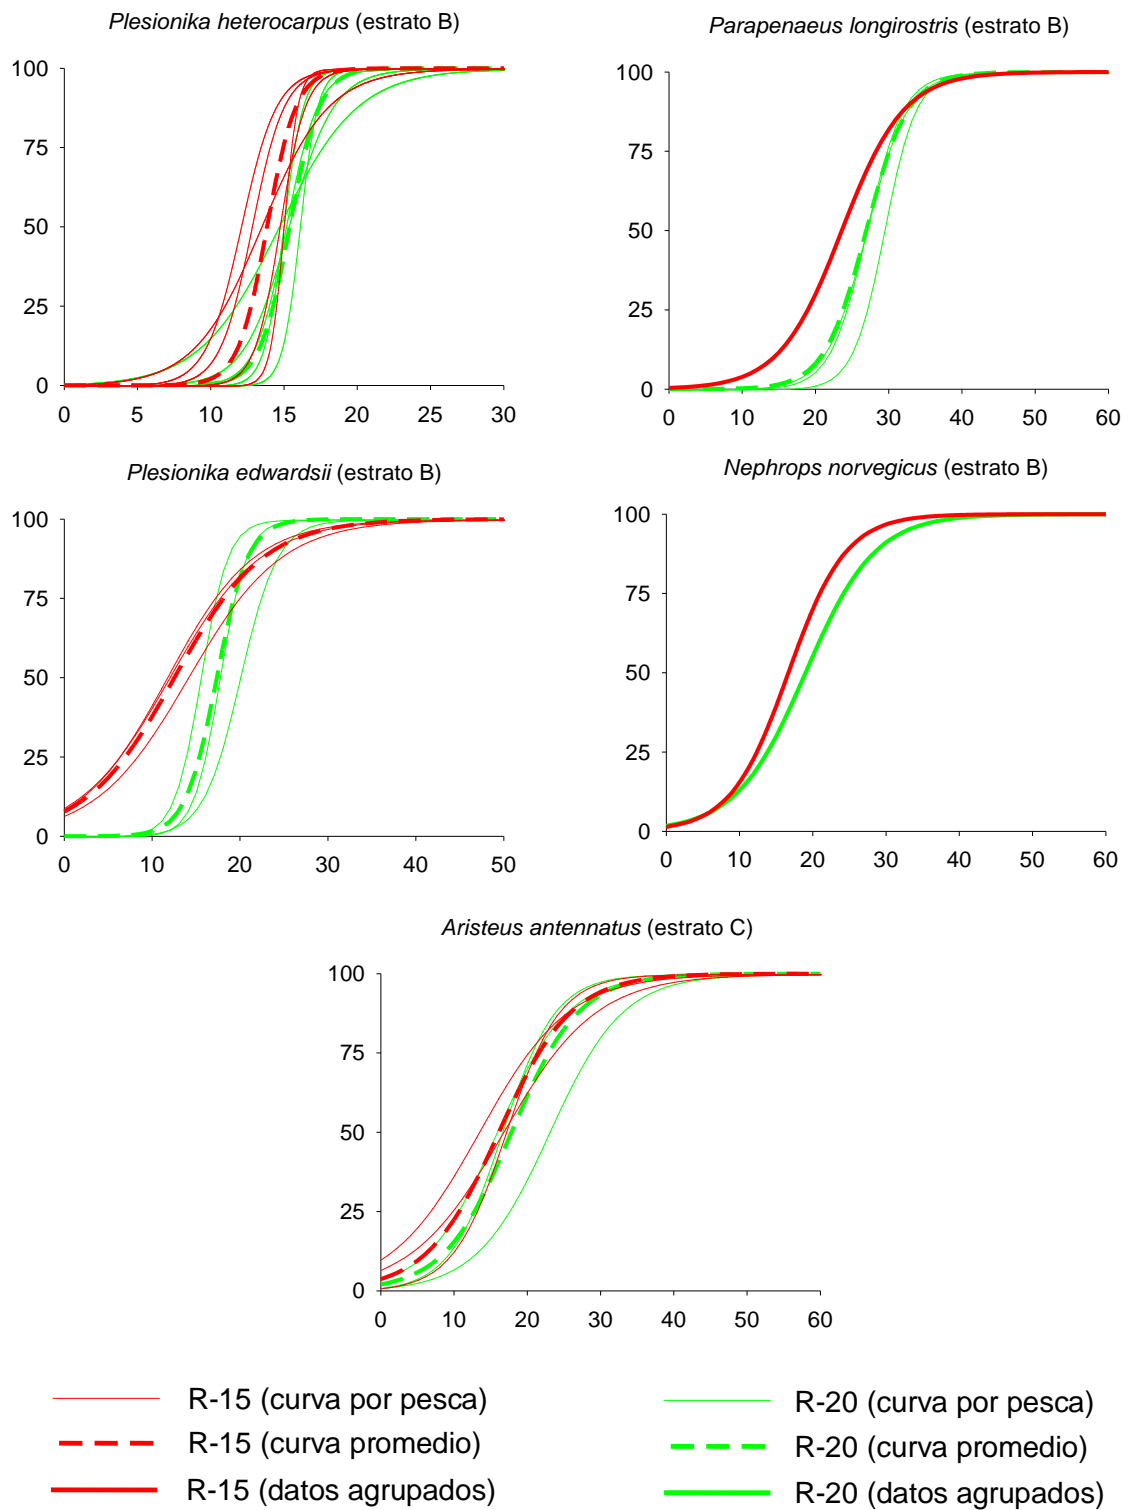 Plesionika heterocarpus (estrato B)
100
75
50
25
0
0 5 10 15 20 25 30
Parapenaeus longirostris (estrato B)
100
75
50
25
0
0 10 20 30 40 50 60
Plesionika edwardsii (estrato B)
100
75
50
25
0
0 10 20 30 40 50
Nephrops norvegicus (estrato B)
100
75
50
25
0
0 10 20 30 40 50 60
Aristeus antennatus (estrato C)
100
75
50
25
0
0 10 20 30 40 50 60
R-15 (curva por pesca)
R-15 (curva promedio)
R-15 (datos agrupados)
R-20 (curva por pesca)
R-20 (curva promedio)
R-20 (datos agrupados)